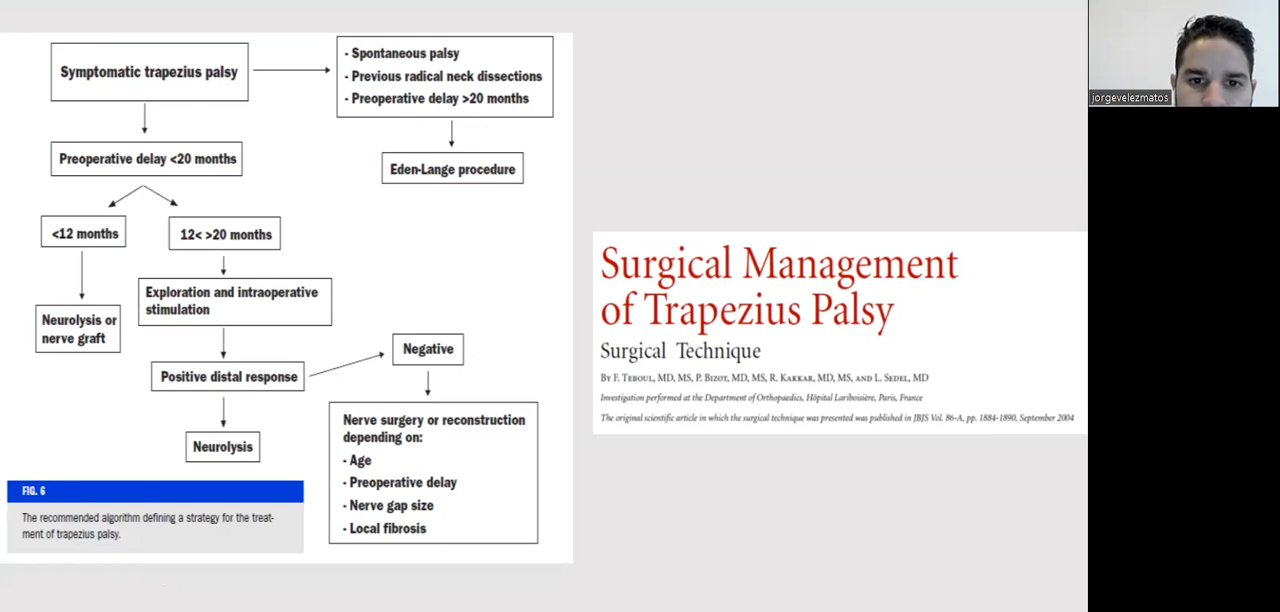 Symptomatic trapezius palsy
- Spontaneous palsy
- Previous radical neck dissections
- Preoperative delay >20 months
Preoperative delay <20 months
Eden-Lange procedure
<12 months
12< >20 months
Exploration and intraoperative
stimulation
Neurolysis or
nerve graft
Positive distal response
Negative
Neurolysis
Nerve surgery or reconstruction
depending on:
- Age
- Preoperative delay
- Nerve gap size
- Local fibrosis
FIG. 6
The recommended algorithm defining a strategy for the treat-
ment of trapezius palsy.
Surgical Management
of Trapezius Palsy
Surgical Technique
BY F. TEBOUL, MD, MS, P. BIZOT, MD, MS, R. KAKKAR, MD, MS, AND L. SEDEL, MD
Investigation performed at the Department of Orthopaedics, Hôpital Lariboisière, Paris, France
The original scientific article in which the surgical technique was presented was published in JBJS Vol. 86-A, pp. 1884-1890, September 2004
jorgevelezmatos